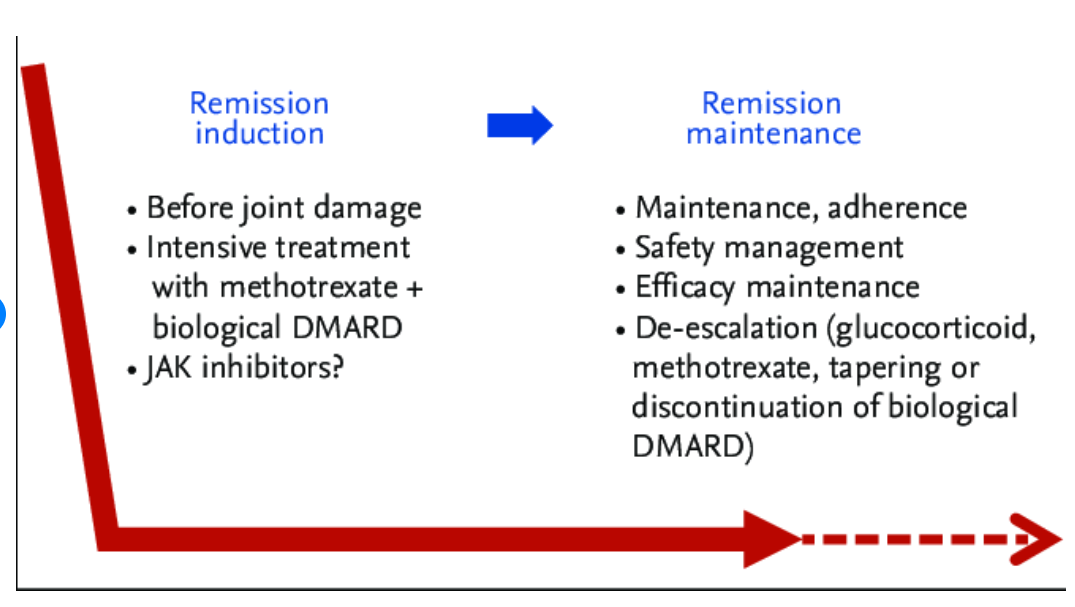 Remission
induction
Remission
maintenance
• Before joint damage
• Intensive treatment
with methotrexate +
biological DMARD
• JAK inhibitors?
• Maintenance, adherence
• Safety management
• Efficacy maintenance
• De-escalation (glucocorticoid,
methotrexate, tapering or
discontinuation of biological
DMARD)